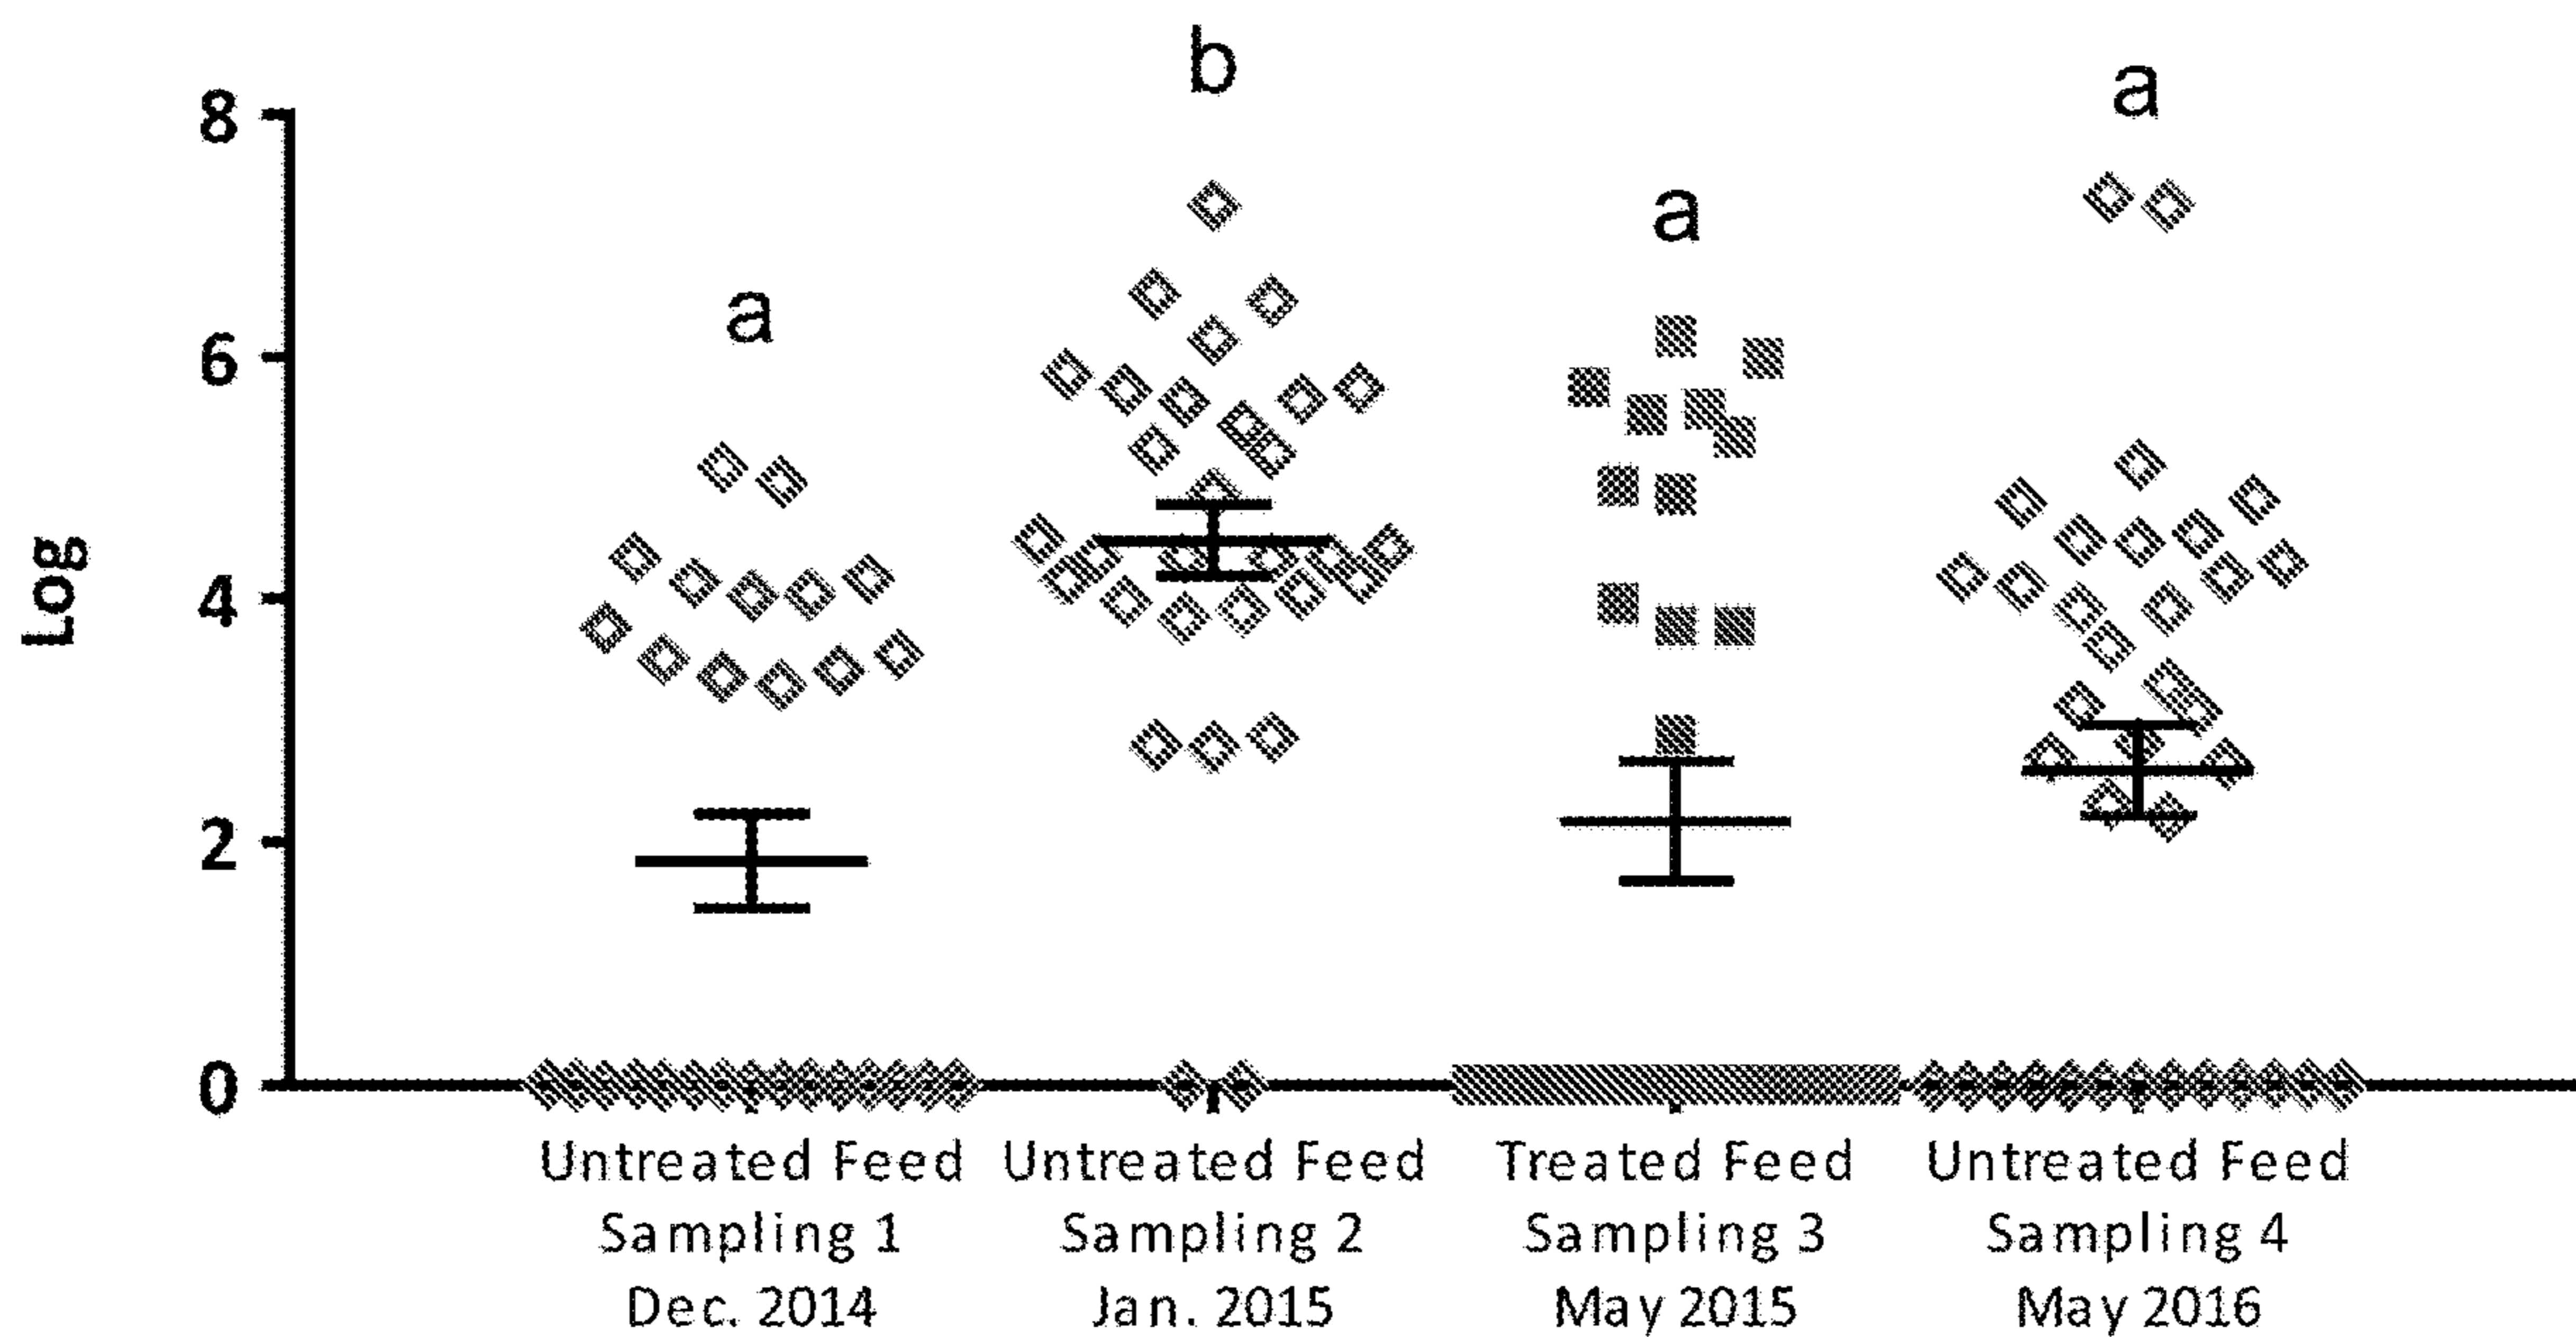 b
a
8
a
a
6
4
Log
2
0
Untreated Feed Untreated Feed Treated Feed Untreated Feed
Sampling 1 Sampling 2 Sampling 3 Sampling 4
Dec. 2014 Jan. 2015 May 2015 May 2016